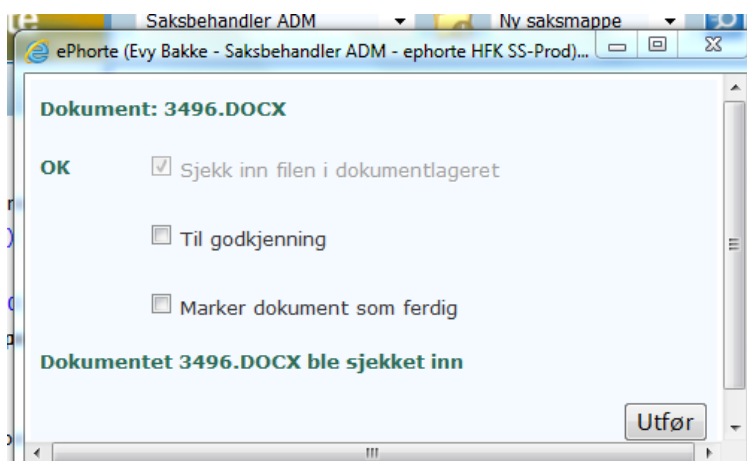 Saksbehandler ADM Ny saksmappe
ePhorte (Evy Bakke - Saksbehandler ADM - ephorte HFK SS-Prod)...
Dokument: 3496.DOCX
OK Sjekk inn filen i dokumentlageret
Til godkjenning
Marker dokument som ferdig
Dokumentet 3496.DOCX ble sjekket inn
Utfør